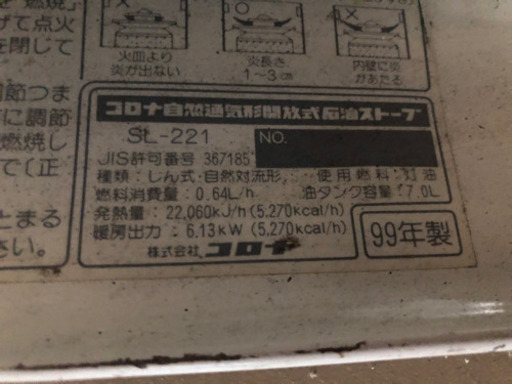 を 燃焼」
げて点火
を閉じて
火皿より
炎が出ない
炎長さ
1〜3cm
内壁に炎
があたる
節つま
に調節
燃焼し
で(正
とまる
さい。
コロナ自然通気形開放式石油ストーブ
SL-221
NO.
JIS許可番号 367185
種類:しん式・自然対流形, 使用燃料:灯油
燃料消費量:0.64L/h 油タンク容量:7.0L
発熱量:22,060kJ/h(5,270kcal/h)
暖房出力:6.13kW(5,270kcal/h)
株式会社コロナ
99年製